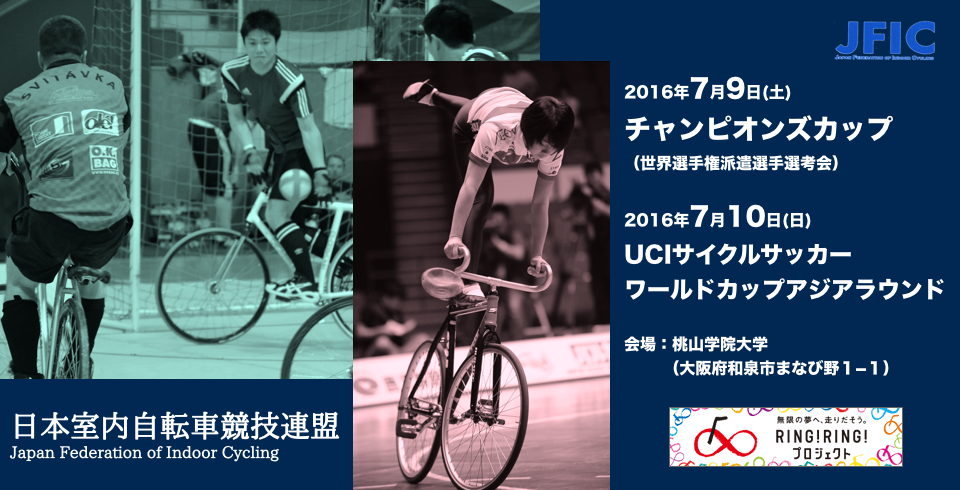 JFIC
JAPAN FEDERATION OF INDOOR CYCLING
2016年7月9日(土)
チャンピオンズカップ
（世界選手権派遣選手選考会）
2016年7月10日(日)
UCIサイクルサッカー
ワールドカップアジアラウンド
会場：桃山学院大学
（大阪府和泉市まなび野１−１）
無限の夢へ、走りだそう。
RING!RING!
プロジェクト
日本室内自転車競技連盟
Japan Federation of Indoor Cycling
SVITÁVKA
O.K.
BAG